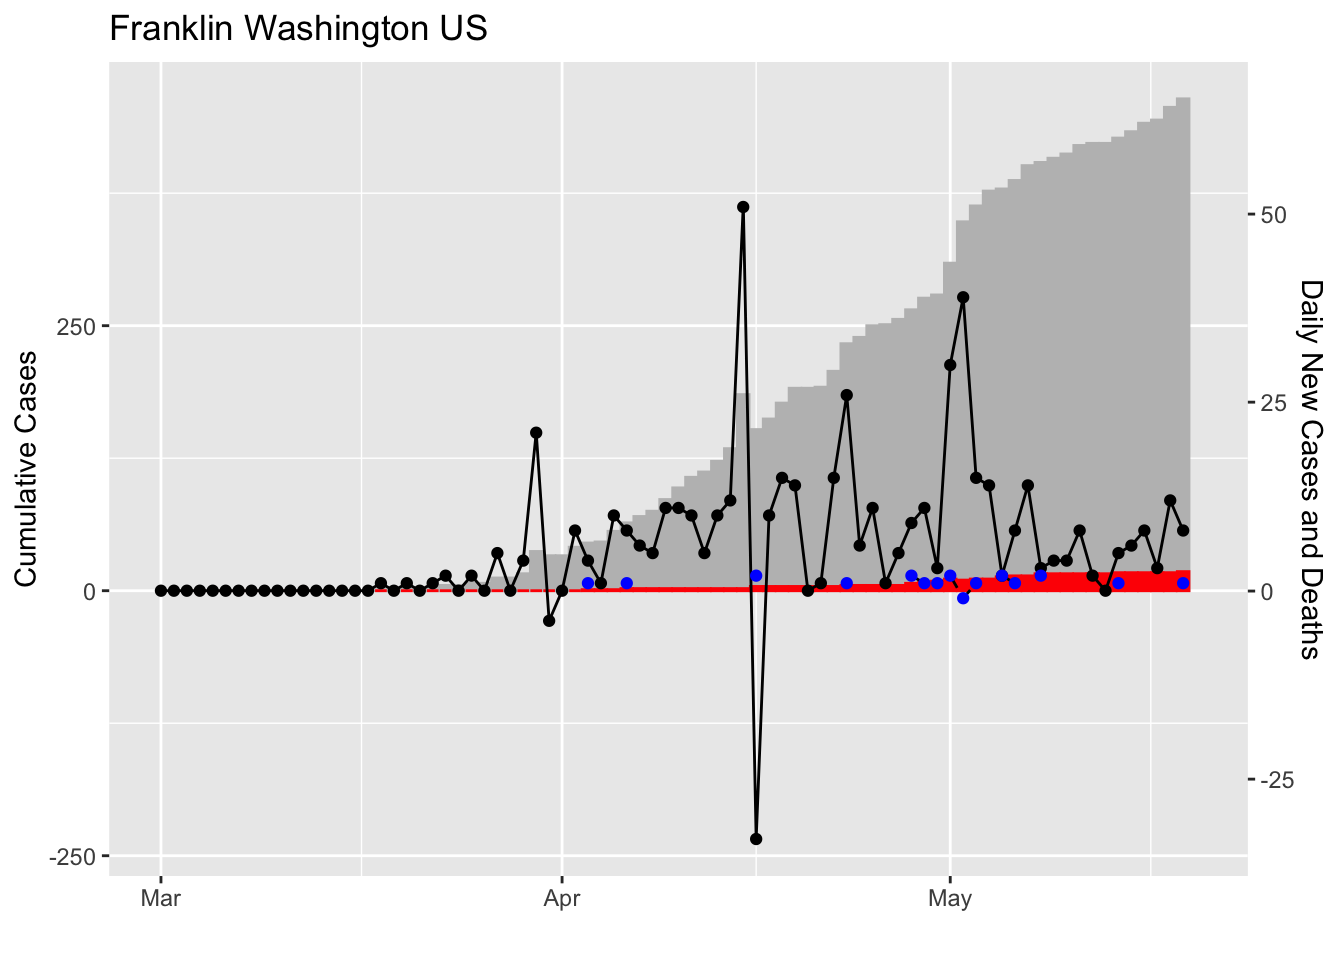 Franklin Washington US
Cumulative Cases
250
0
-250
50
25
0
-25
Daily New Cases and Deaths
Mar
Apr
May